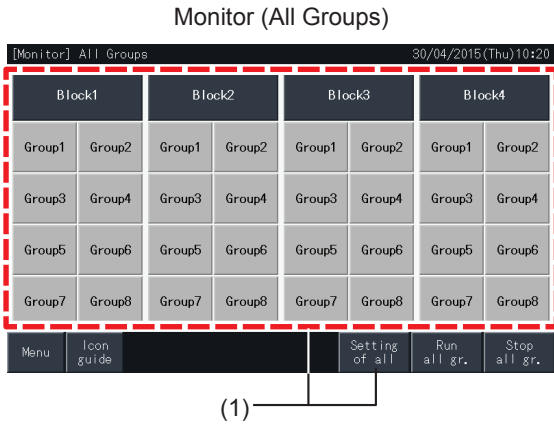 Monitor (All Groups)
[Monitor] All Groups 30/04/2015(Thu)10:20
Block1 Block2 Block3 Block4
Group1 Group2 Group1 Group2 Group1 Group2 Group1 Group2
Group3 Group4 Group3 Group4 Group3 Group4 Group3 Group4
Group5 Group6 Group5 Group6 Group5 Group6 Group5 Group6
Group7 Group8 Group7 Group8 Group7 Group8 Group7 Group8
Menu Icon guide Setting of all Run all gr. Stop all gr.
(1)